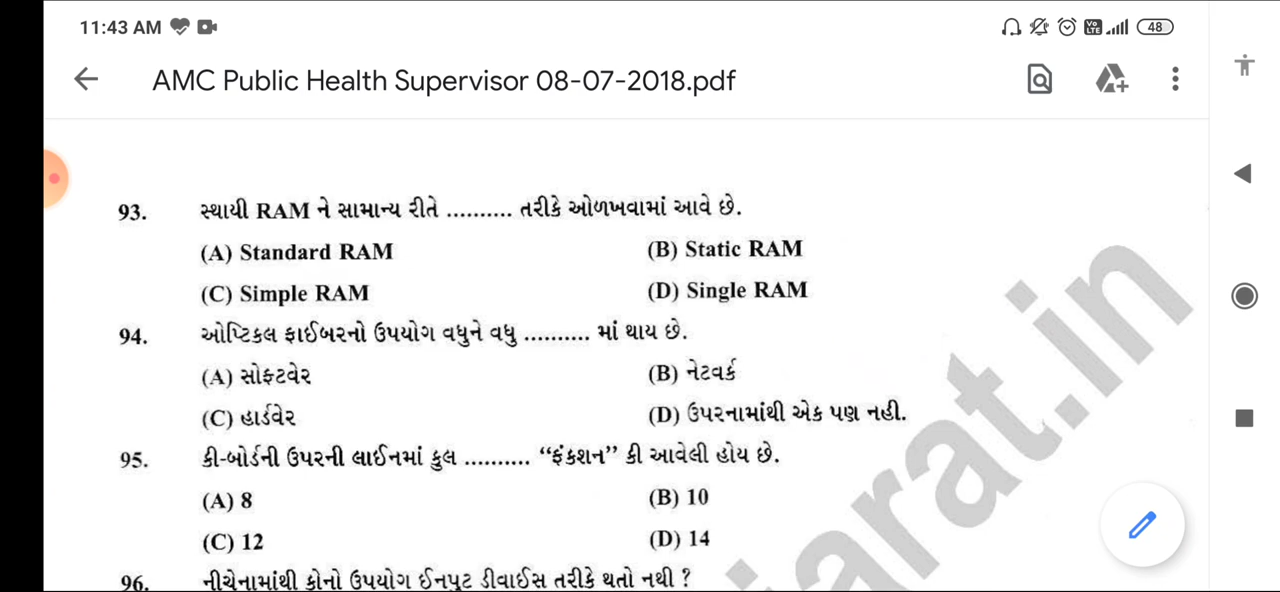 11:43 AM
Vo LTE 48
AMC Public Health Supervisor 08-07-2018.pdf
93. સ્થાયી RAM ને સામાન્ય રીતે .......... તરીકે ઓળખવામાં આવે છે.
(A) Standard RAM (B) Static RAM
(C) Simple RAM (D) Single RAM
94. ઓપ્ટિકલ ફાઈબરનો ઉપયોગ વધુને વધુ .......... માં થાય છે.
(A) સોફ્ટવેર (B) નેટવર્ક
(C) હાર્ડવેર (D) ઉપરનામાંથી એક પણ નહી.
95. કી-બોર્ડની ઉપરની લાઈનમાં કુલ .......... “ફંકશન” કી આવેલી હોય છે.
(A) 8 (B) 10
(C) 12 (D) 14
96. નીચેનામાંથી કોનો ઉપયોગ ઈનપુટ ડીવાઈસ તરીકે થતો નથી ?
jarat.in